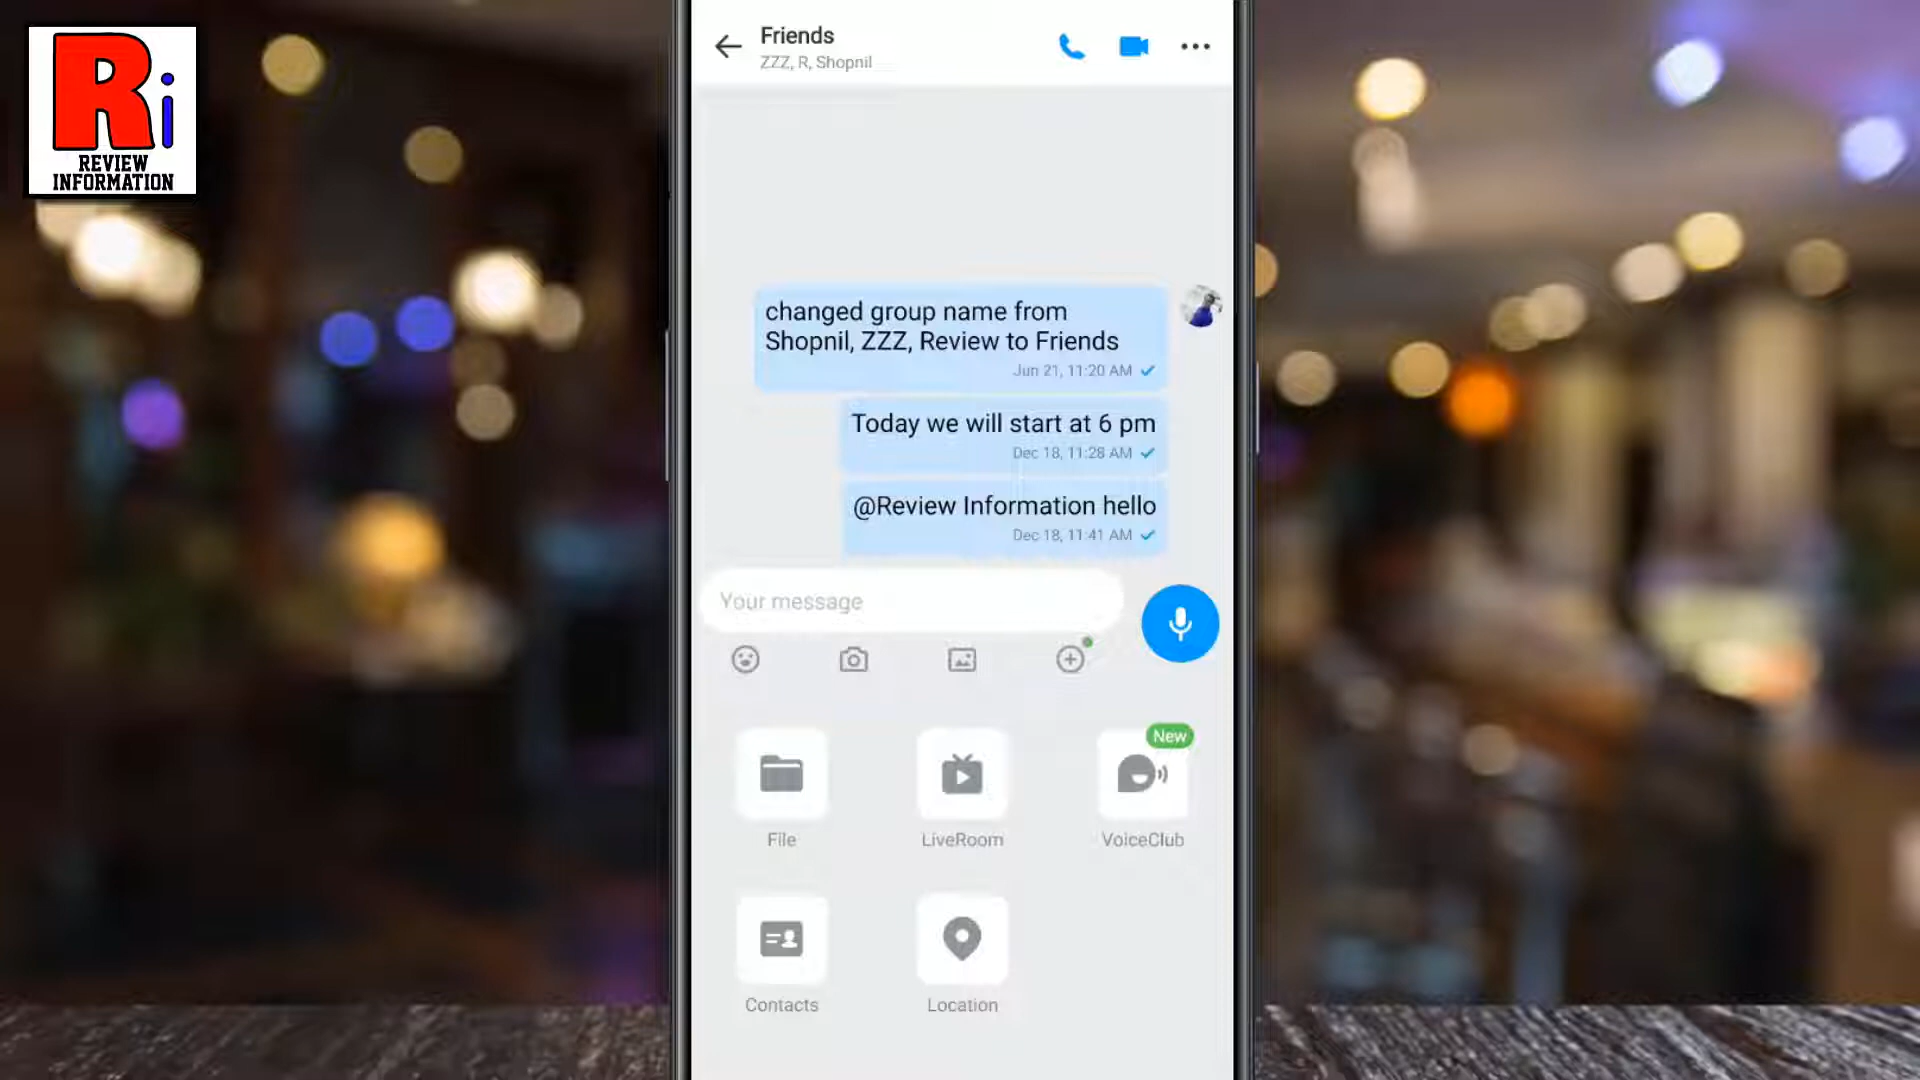 Ri
REVIEW
INFORMATION
Friends
ZZZ, R, Shopnil
changed group name from
Shopnil, ZZZ, Review to Friends
Jun 21, 11:20 AM
Today we will start at 6 pm
Dec 18, 11:28 AM
@Review Information hello
Dec 18, 11:41 AM
Your message
New
File
LiveRoom
VoiceClub
Contacts
Location